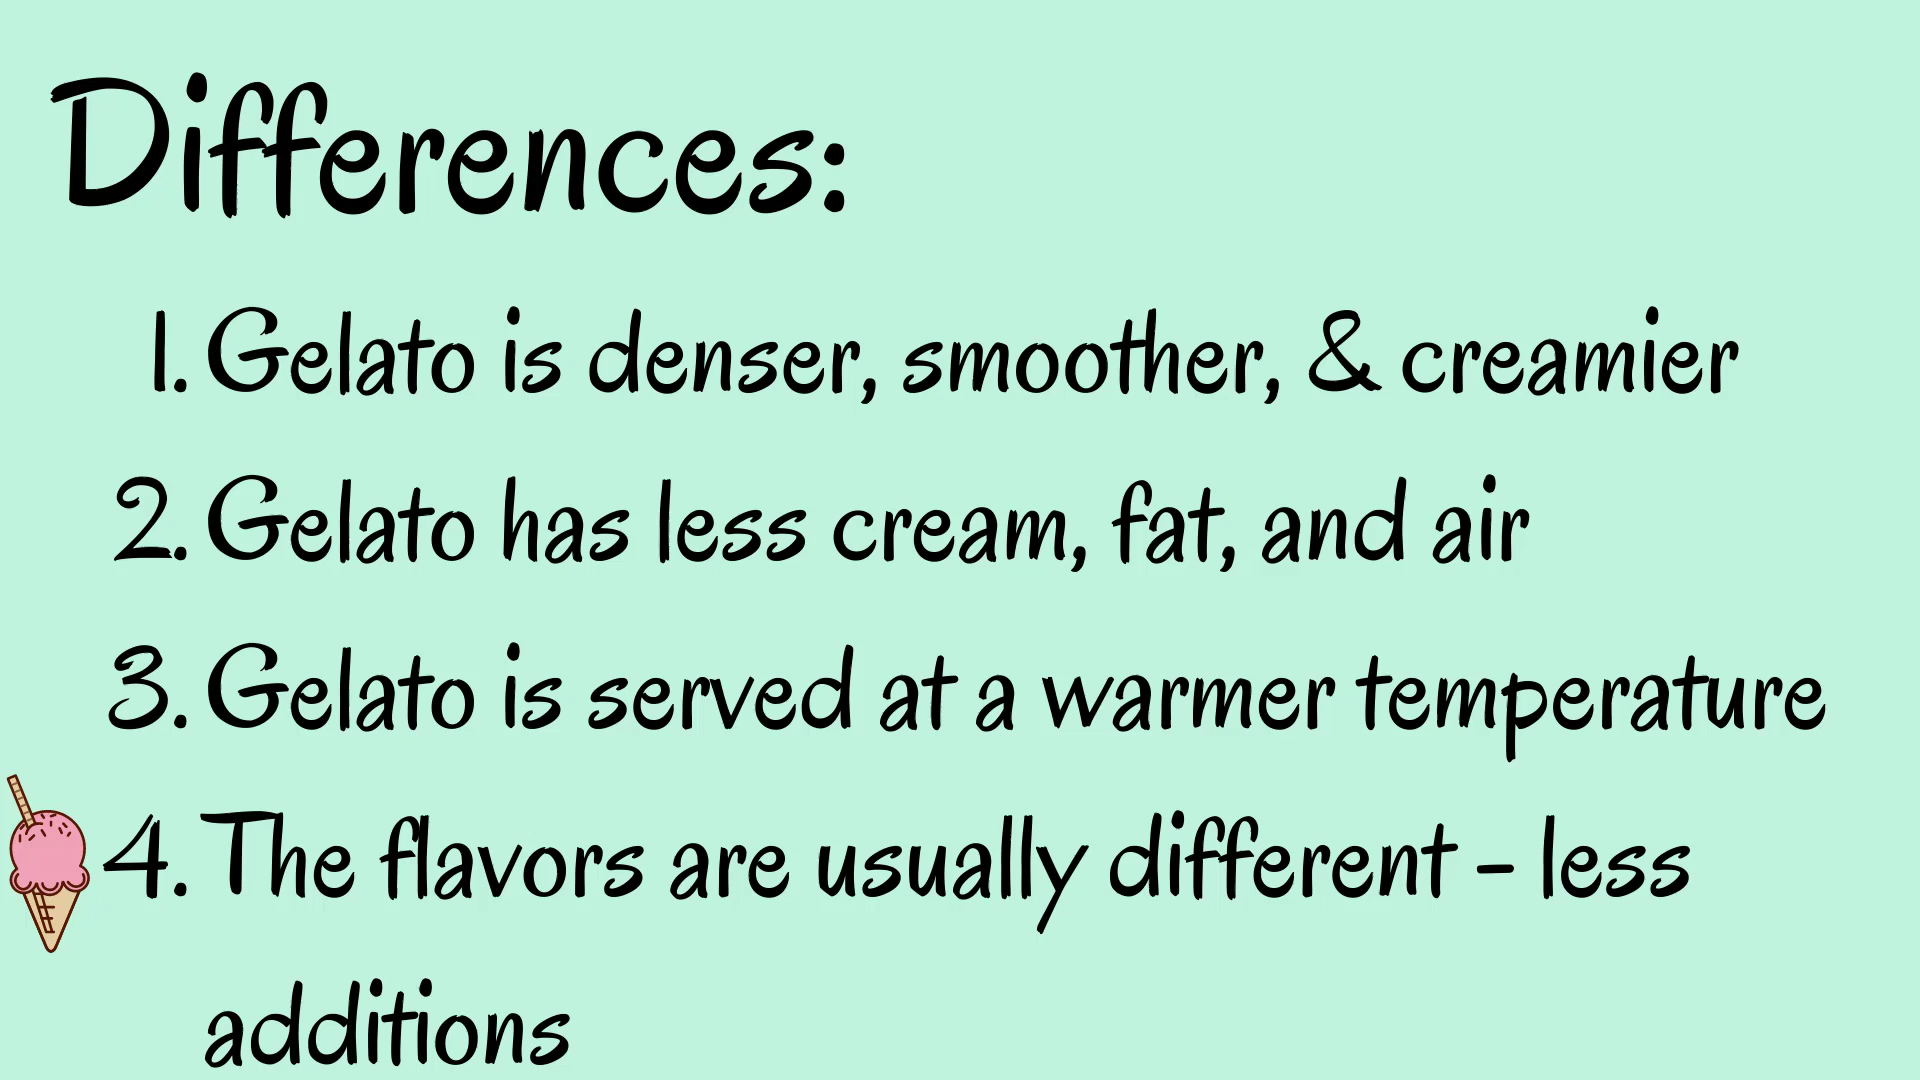 Differences:
1. Gelato is denser, smoother, & creamier
2. Gelato has less cream, fat, and air
3. Gelato is served at a warmer temperature
4. The flavors are usually different - less
additions